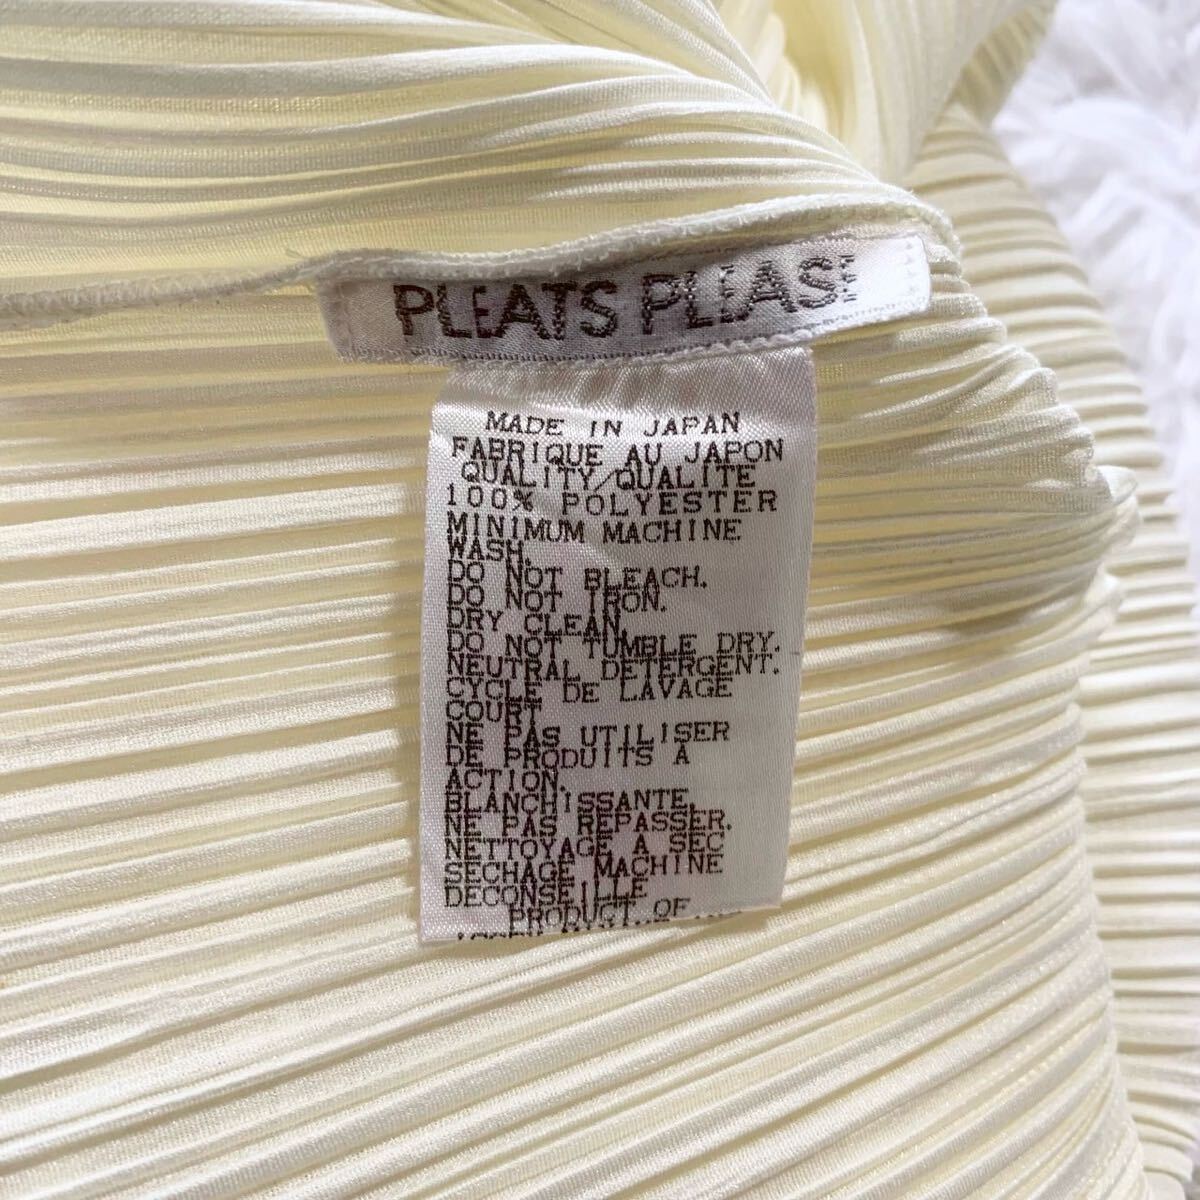 PLEATS PLEASE
MADE IN JAPAN
FABRIQUE AU JAPON
QUALITY/QUALITE
100% POLYESTER
MINIMUM MACHINE
WASH.
DO NOT BLEACH.
DO NOT IRON.
DRY CLEAN.
DO NOT TUMBLE DRY.
NEUTRAL DETERGENT.
CYCLE DE LAVAGE
COURT
NE PAS UTILISER
DE PRODUITS À
ACTION.
BLANCHISSANTE.
NE PAS REPASSER.
NETTOYAGE A SEC
SECHAGE MACHINE
DECONSEILLE
PRODUCT OF